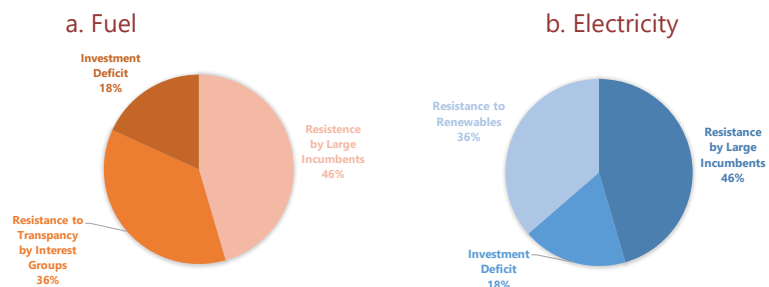 a. Fuel
Investment
Deficit
18%
Resistence
by Large
Incumbents
46%
Resistance to
Transpancy
by Interest
Groups
36%
b. Electricity
Resistance to
Renewables
36%
Resistance
by Large
Incumbents
46%
Investment
Deficit
18%